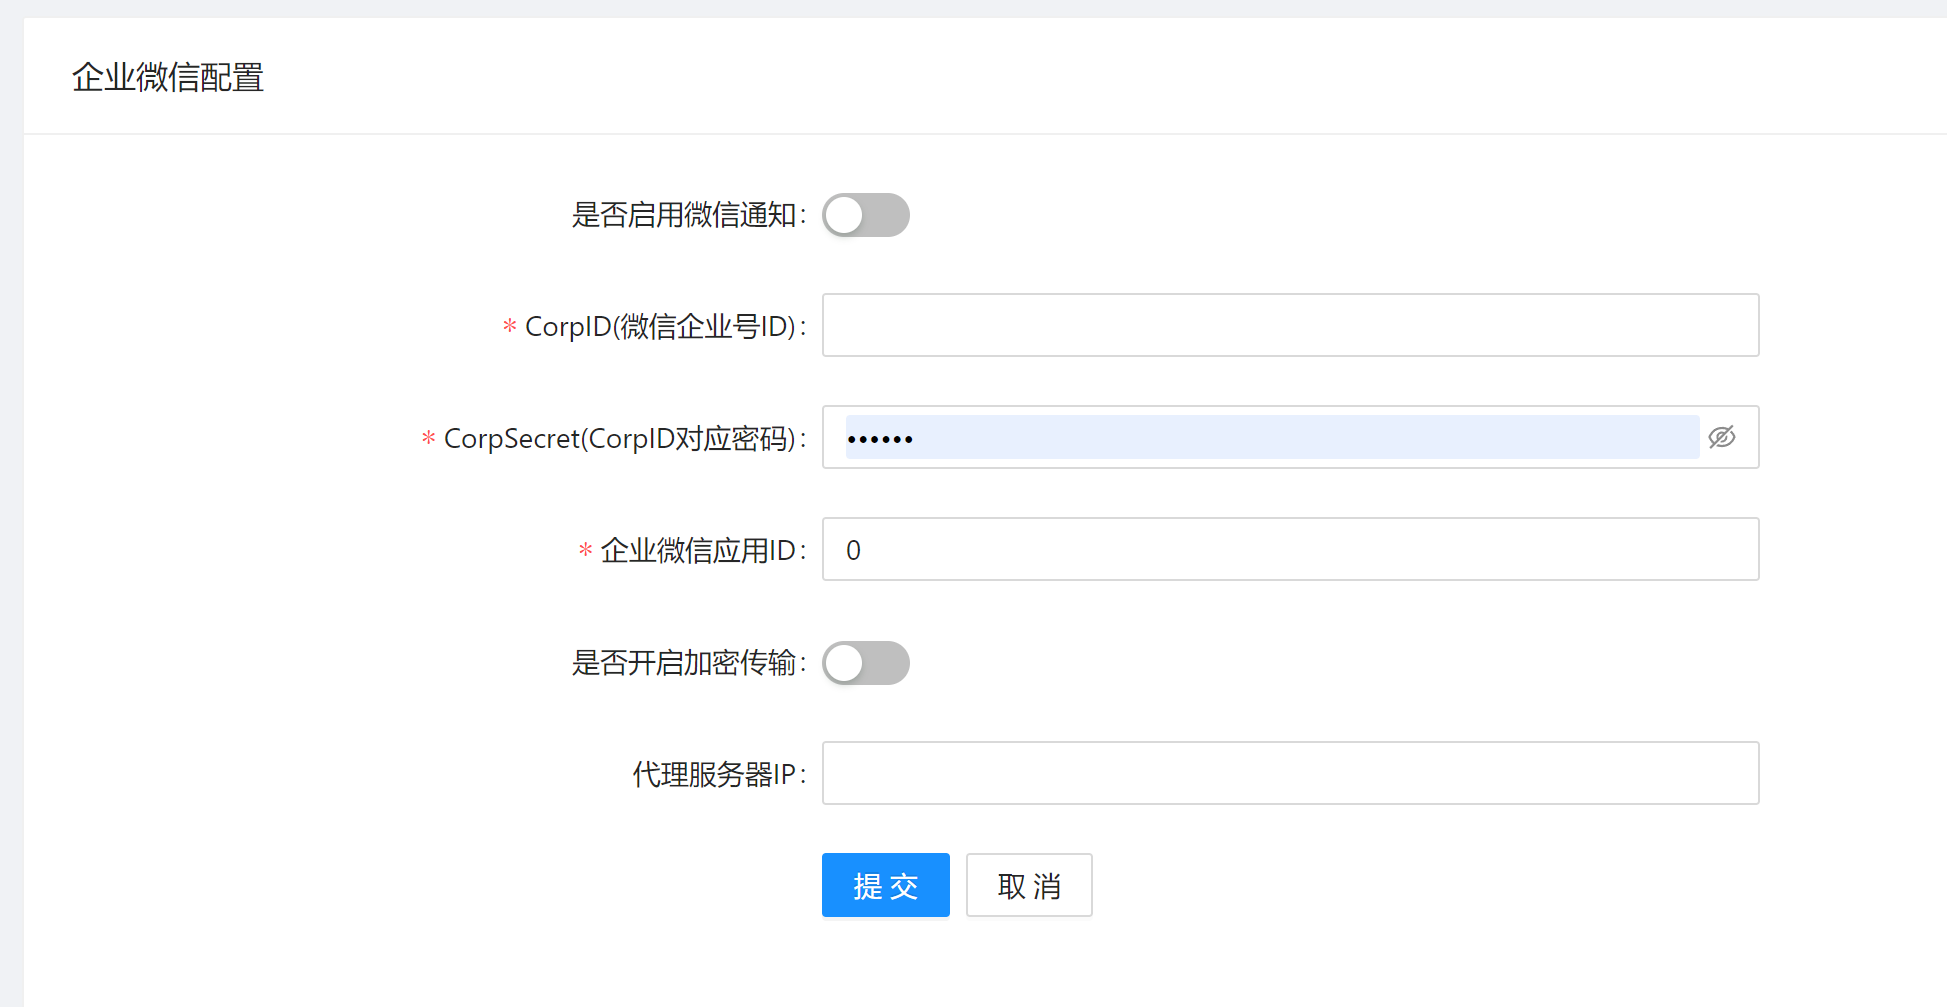 企业微信配置
是否启用微信通知:
* CorpID(微信企业号ID):
* CorpSecret(CorpID对应密码): ••••••
* 企业微信应用ID: 0
是否开启加密传输:
代理服务器IP:
提 交 取 消